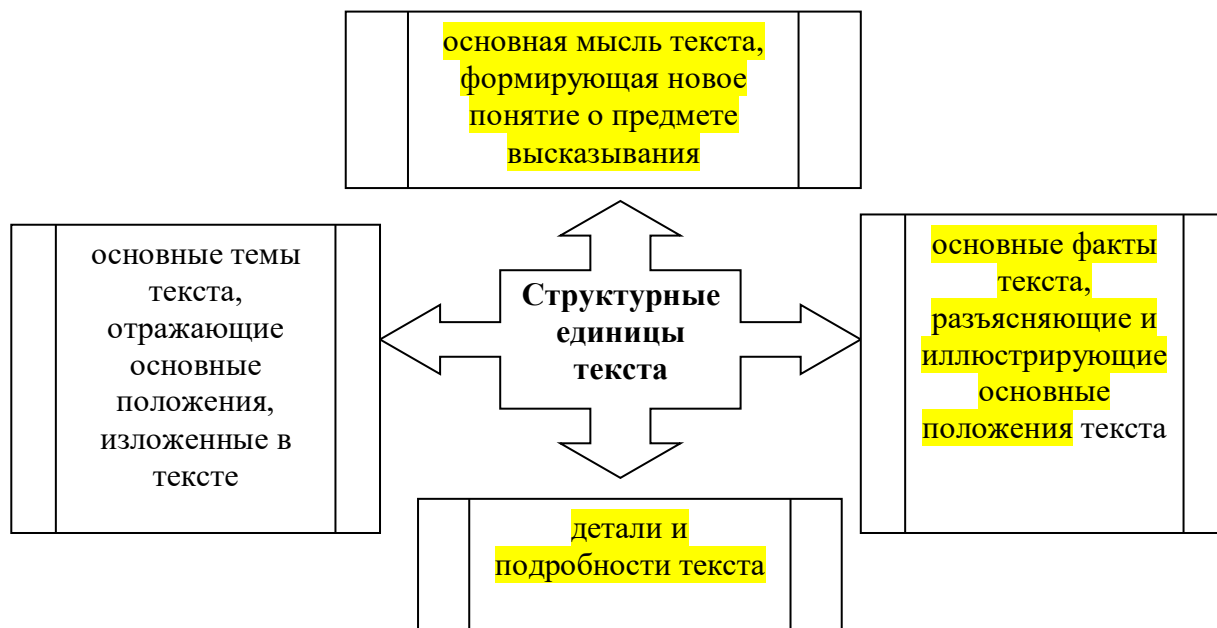 основная мысль текста,
формирующая новое
понятие о предмете
высказывания
основные темы
текста,
отражающие
основные
положения,
изложенные в
тексте
Структурные
единицы
текста
основные факты
текста,
разъясняющие и
иллюстрирующие
основные
положения текста
детали и
подробности текста